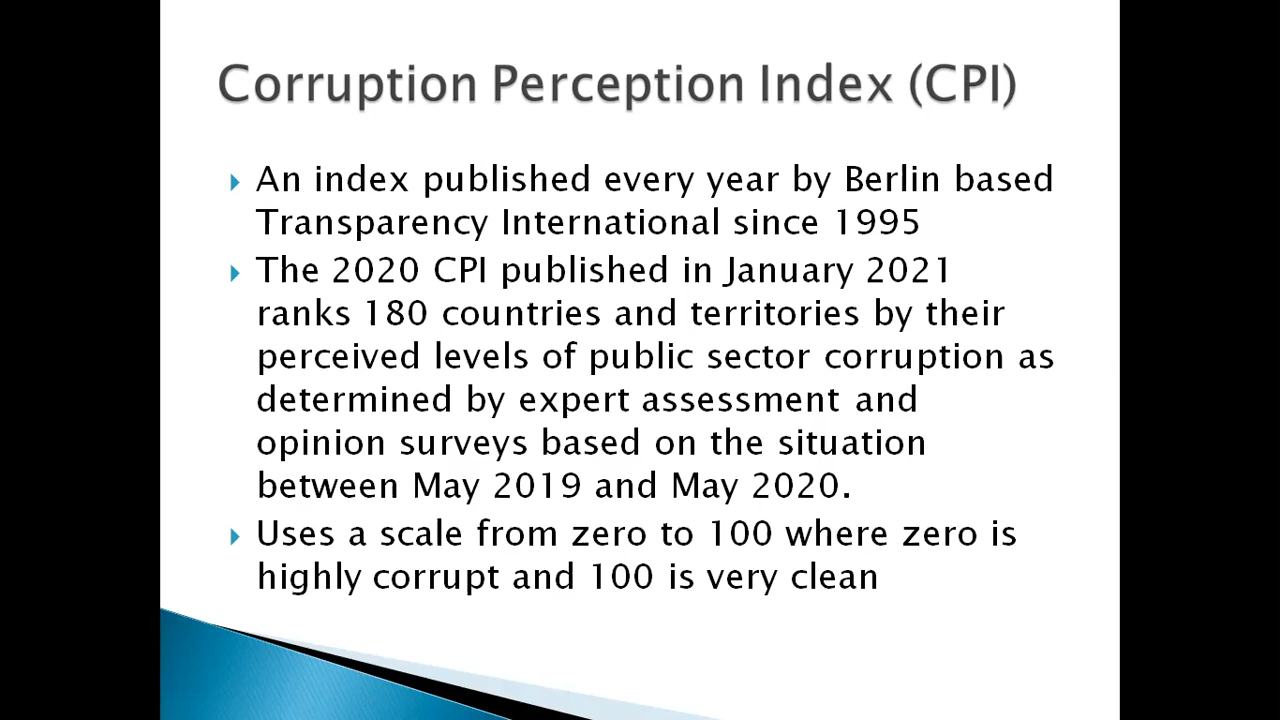 Corruption Perception Index (CPI)
An index published every year by Berlin based
Transparency International since 1995
The 2020 CPI published in January 2021
ranks 180 countries and territories by their
perceived levels of public sector corruption as
determined by expert assessment and
opinion surveys based on the situation
between May 2019 and May 2020.
Uses a scale from zero to 100 where zero is
highly corrupt and 100 is very clean